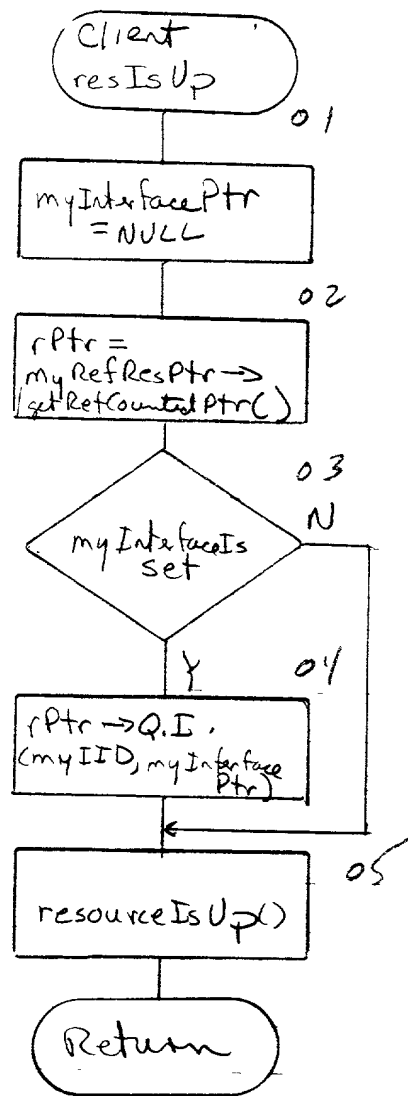 Client
resIsUp
01
myInterfacePtr
= NULL
02
rPtr =
myRefResPtr →
getRefCountedPtr()
03
N
myInterfaceIs
set
Y
04
rPtr → Q.I.
(myIID, myInterface
Ptr)
05
resourceIsUp()
Return